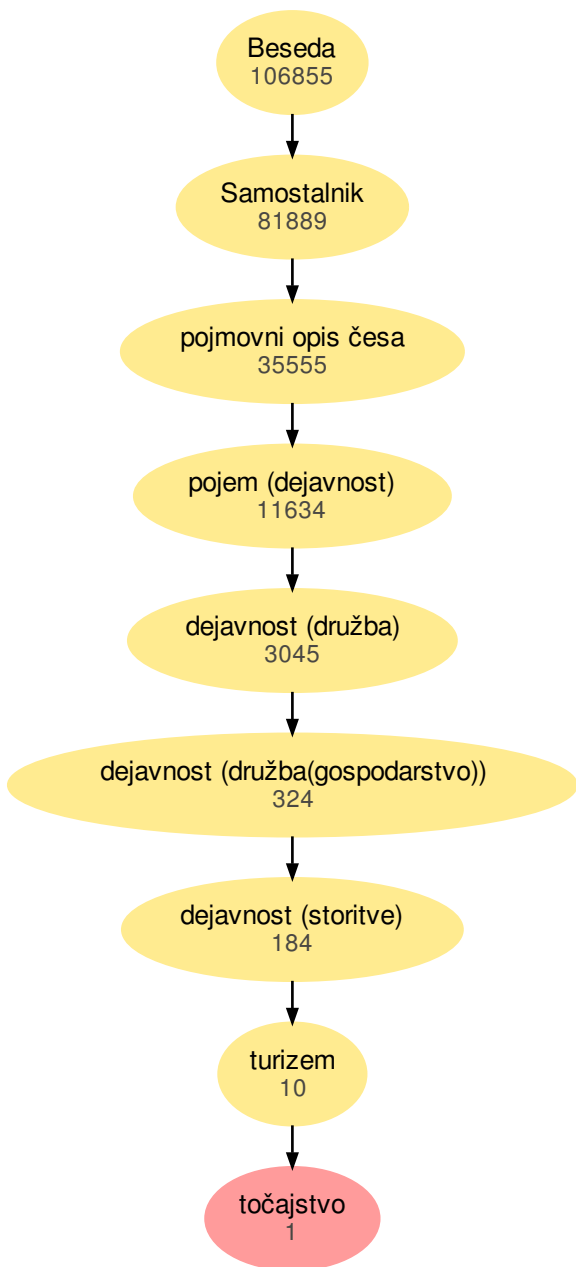 Beseda
106855
Samostalnik
81889
pojmovni opis česa
35555
pojem (dejavnost)
11634
dejavnost (družba)
3045
dejavnost (družba(gospodarstvo))
324
dejavnost (storitve)
184
turizem
10
točajstvo
1